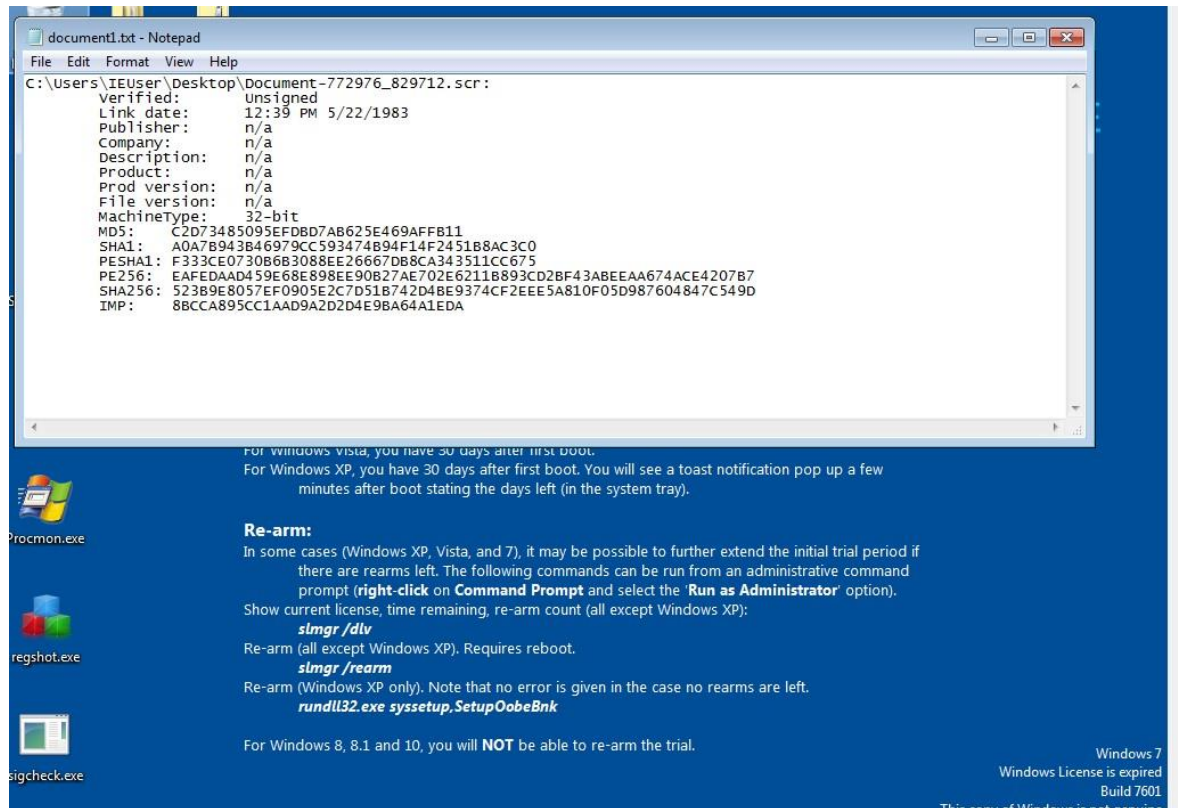 document1.txt - Notepad
File Edit Format View Help
C:\Users\IEUser\Desktop\Document-772976_829712.scr:
Verified: Unsigned
Link date: 12:39 PM 5/22/1983
Publisher: n/a
Company: n/a
Description: n/a
Product: n/a
Prod version: n/a
File version: n/a
MachineType: 32-bit
MD5: C2D73485095EFDBD7AB625E469AFFB11
SHA1: A0A7B943B46979CC593474B94F14F2451B8AC3C0
PESHA1: F333CE0730B6B3088EE26667DB8CA343511CC675
PE256: EAFEDAAD459E68E898EE90B27AE702E6211B893CD2BF43ABEEAA674ACE4207B7
SHA256: 523B9E8057EF0905E2C7D51B742D4BE9374CF2EEE5A810F05D987604847C549D
IMP: 8BCCA895CC1AAD9A2D2D4E9BA64A1EDA
For Windows Vista, you have 30 days after first boot.
For Windows XP, you have 30 days after first boot. You will see a toast notification pop up a few
minutes after boot stating the days left (in the system tray).
Procmon.exe
Re-arm:
In some cases (Windows XP, Vista, and 7), it may be possible to further extend the initial trial period if
there are rearms left. The following commands can be run from an administrative command
prompt (right-click on Command Prompt and select the 'Run as Administrator' option).
Show current license, time remaining, re-arm count (all except Windows XP):
slmgr /dlv
Re-arm (all except Windows XP). Requires reboot.
slmgr /rearm
Re-arm (Windows XP only). Note that no error is given in the case no rearms are left.
rundll32.exe syssetup,SetupOobeBnk
regshot.exe
For Windows 8, 8.1 and 10, you will NOT be able to re-arm the trial.
sigcheck.exe
Windows 7
Windows License is expired
Build 7601
This copy of Windows is not genuine